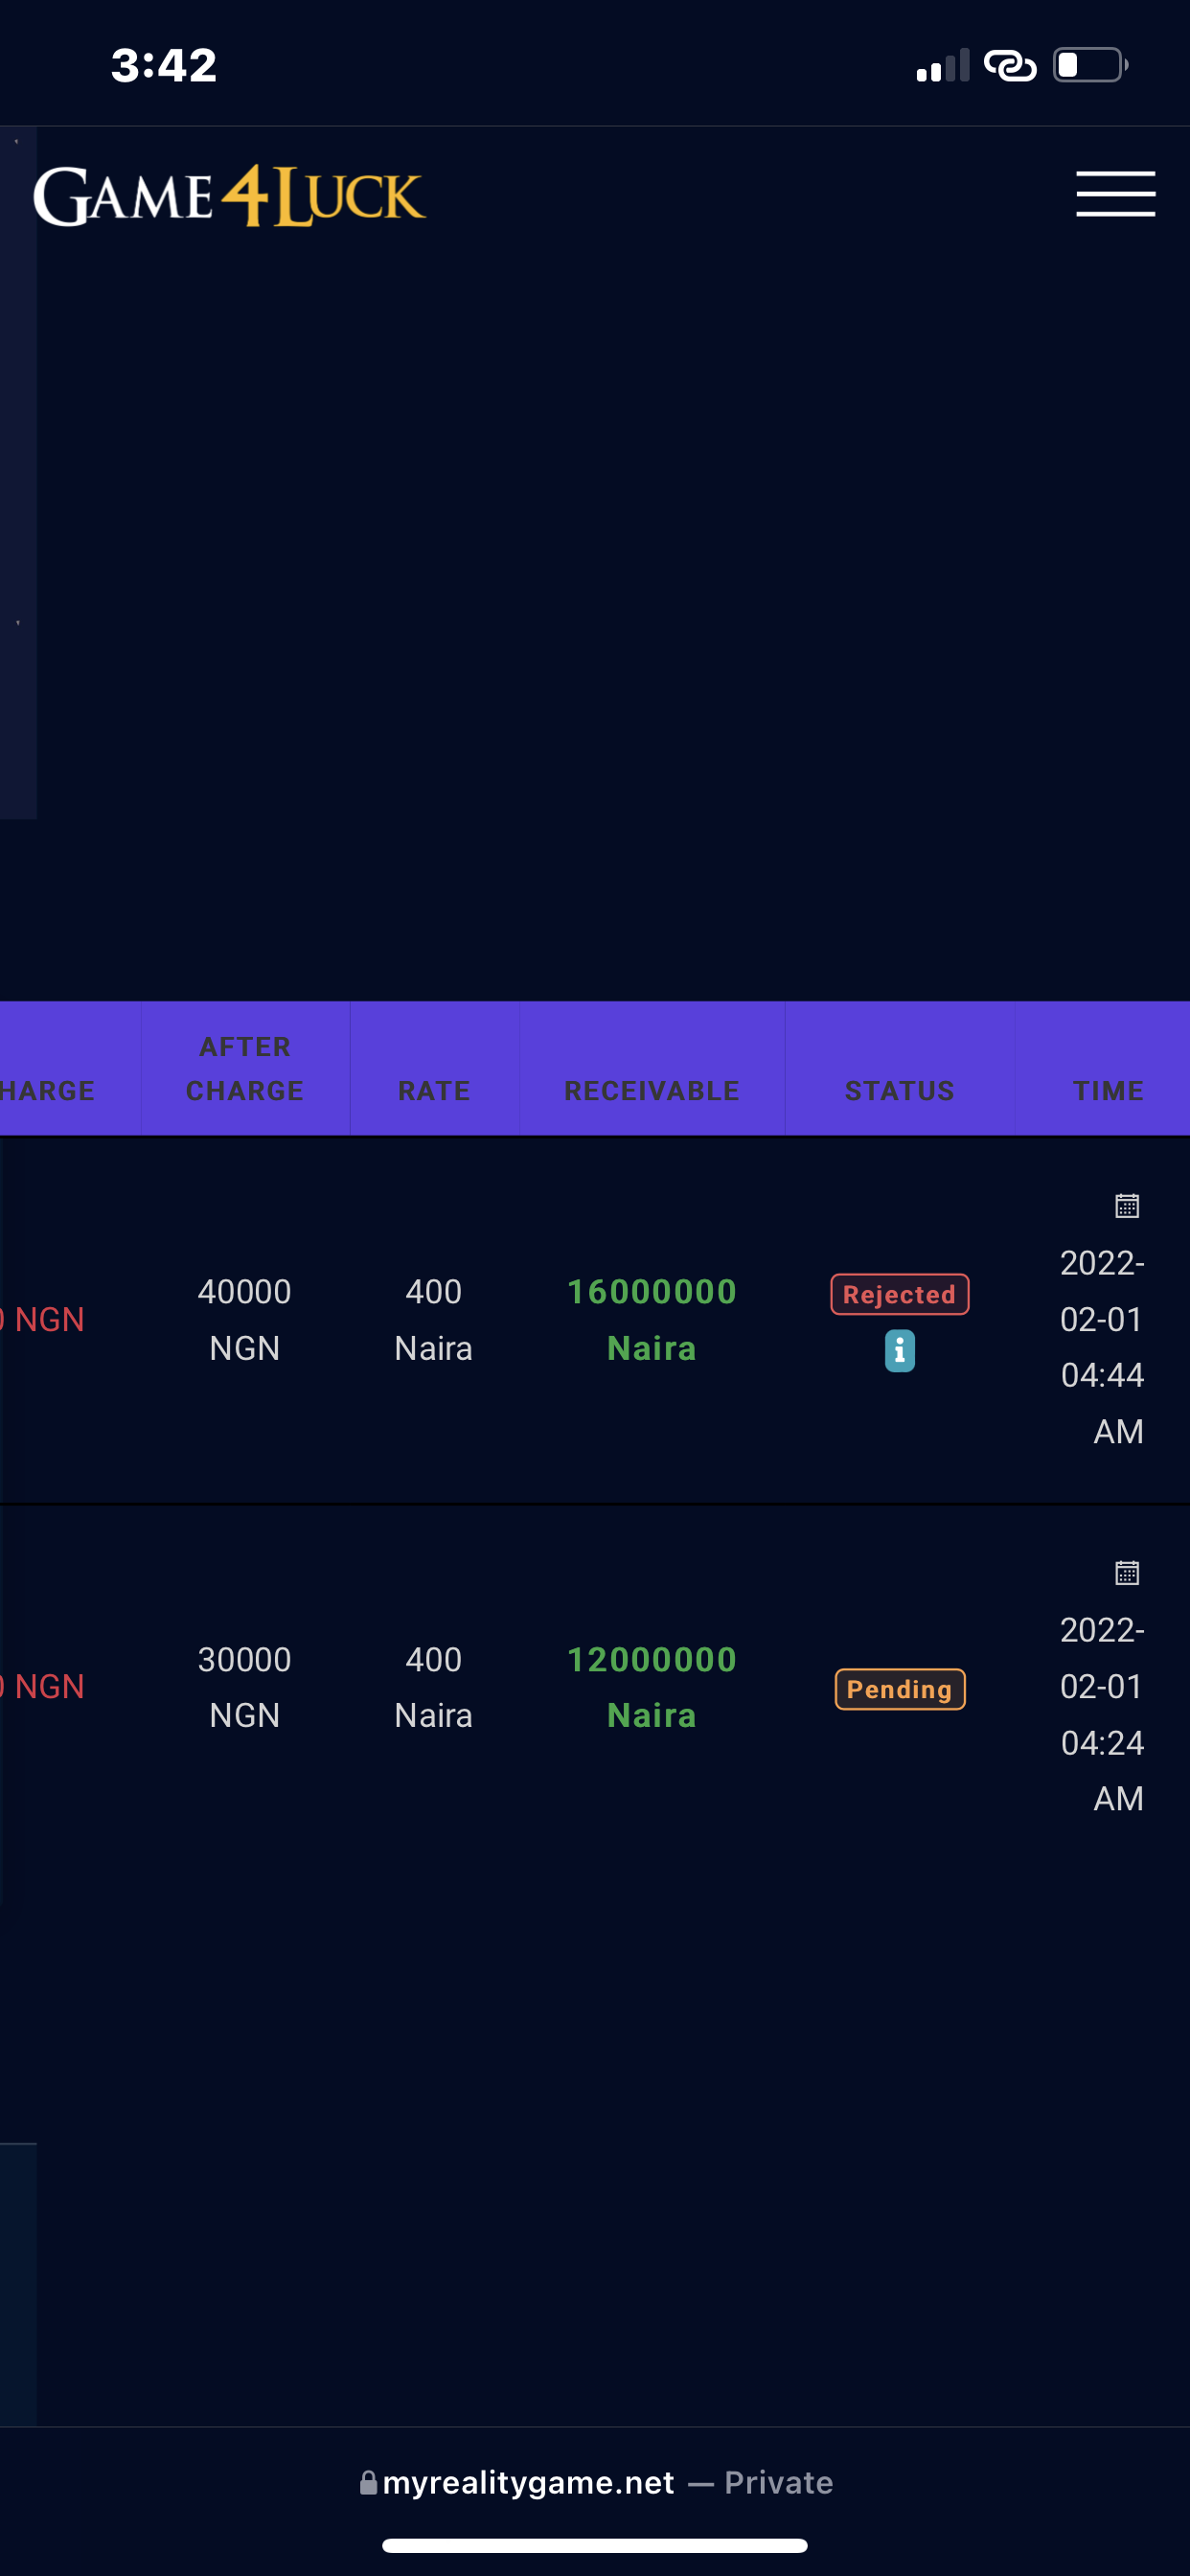 3:42
GAME 4LUCK
HARGE
AFTER
CHARGE
RATE
RECEIVABLE
STATUS
TIME
NGN
40000
NGN
400
Naira
16000000
Naira
Rejected
2022-
02-01
04:44
AM
NGN
30000
NGN
400
Naira
12000000
Naira
Pending
2022-
02-01
04:24
AM
myrealitygame.net — Private